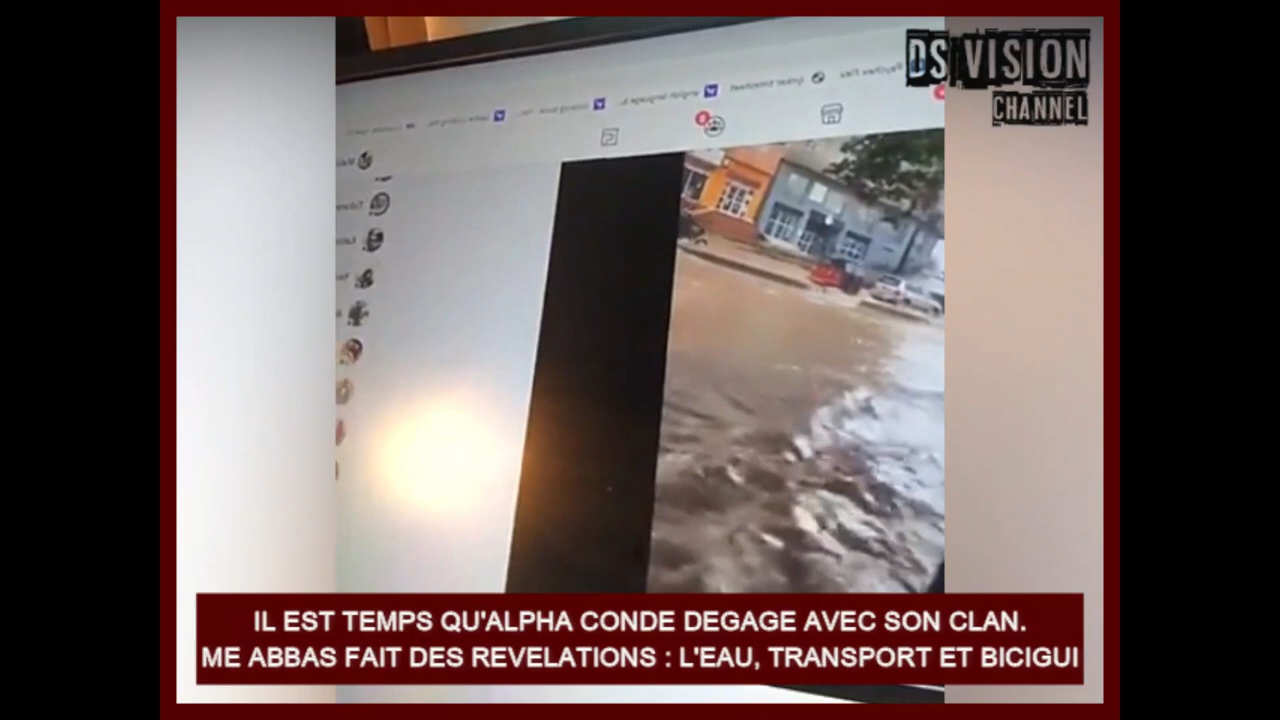 DS VISION
CHANNEL
IL EST TEMPS QU'ALPHA CONDE DEGAGE AVEC SON CLAN.
ME ABBAS FAIT DES REVELATIONS : L'EAU, TRANSPORT ET BICIGUI